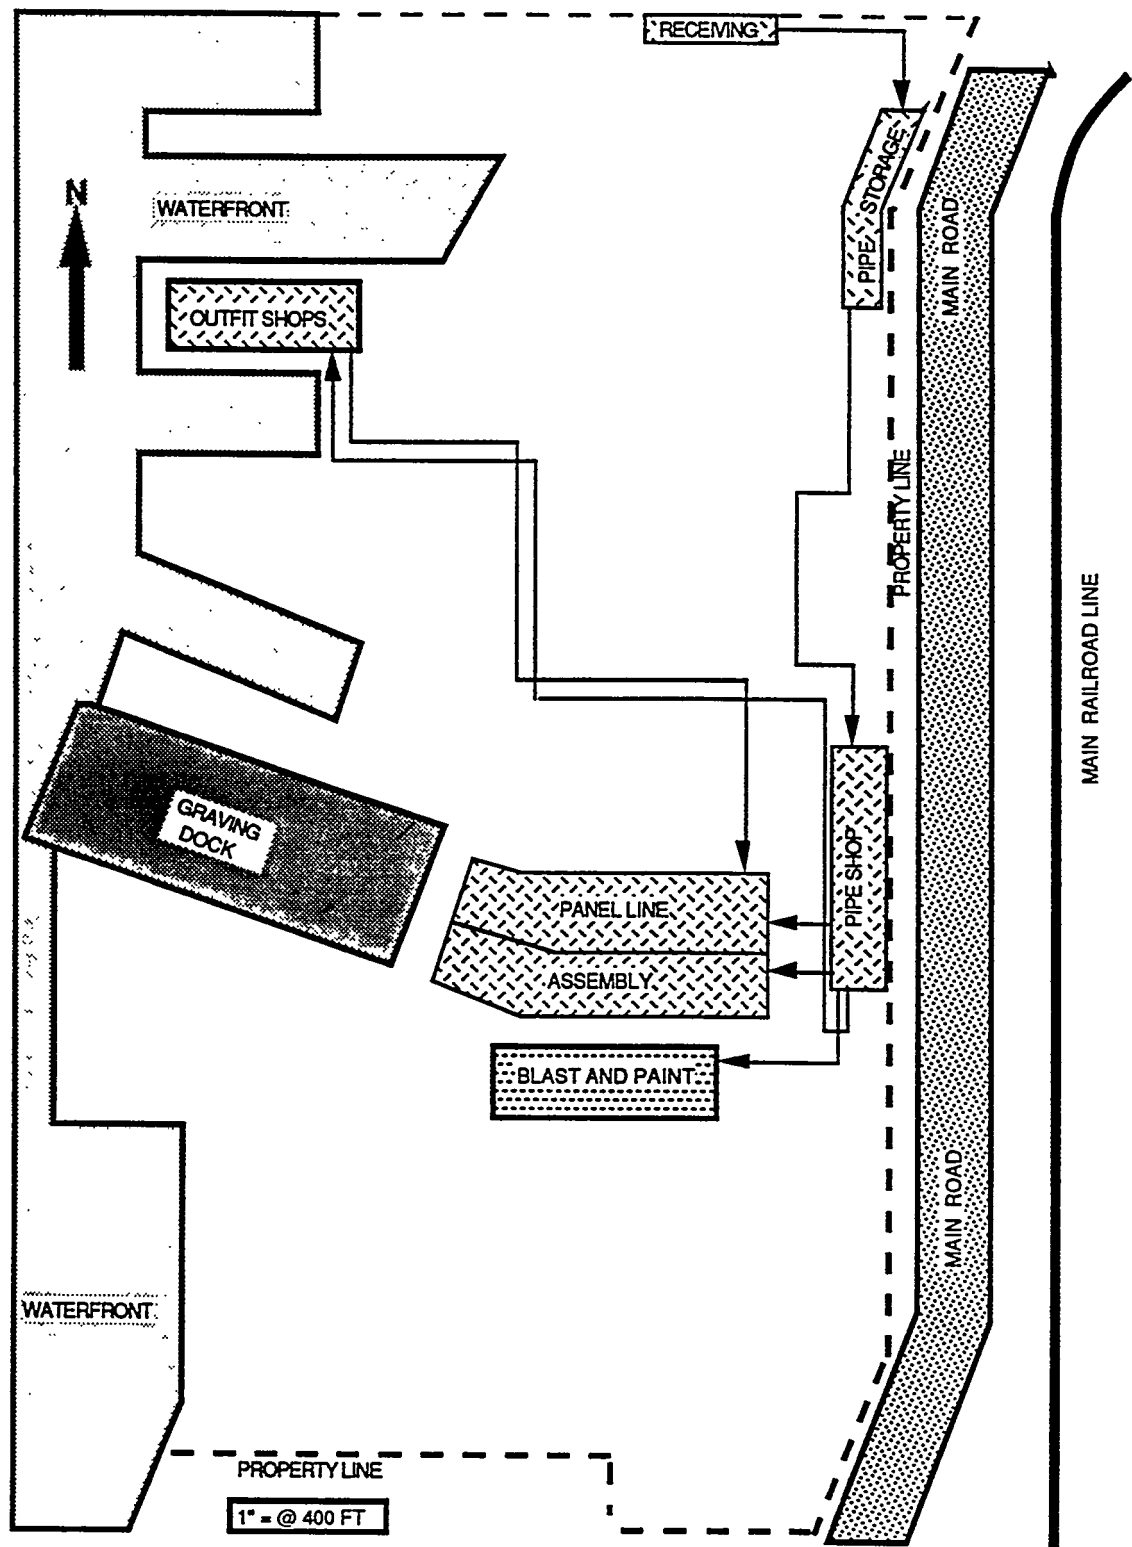 RECEIVING
N
WATERFRONT
PIPE STORAGE
MAIN ROAD
OUTFIT SHOPS
PROPERTY LINE
MAIN RAILROAD LINE
GRAVING
DOCK
PIPE SHOP
PANEL LINE
ASSEMBLY
BLAST AND PAINT
MAIN ROAD
WATERFRONT
PROPERTY LINE
1" = @ 400 FT